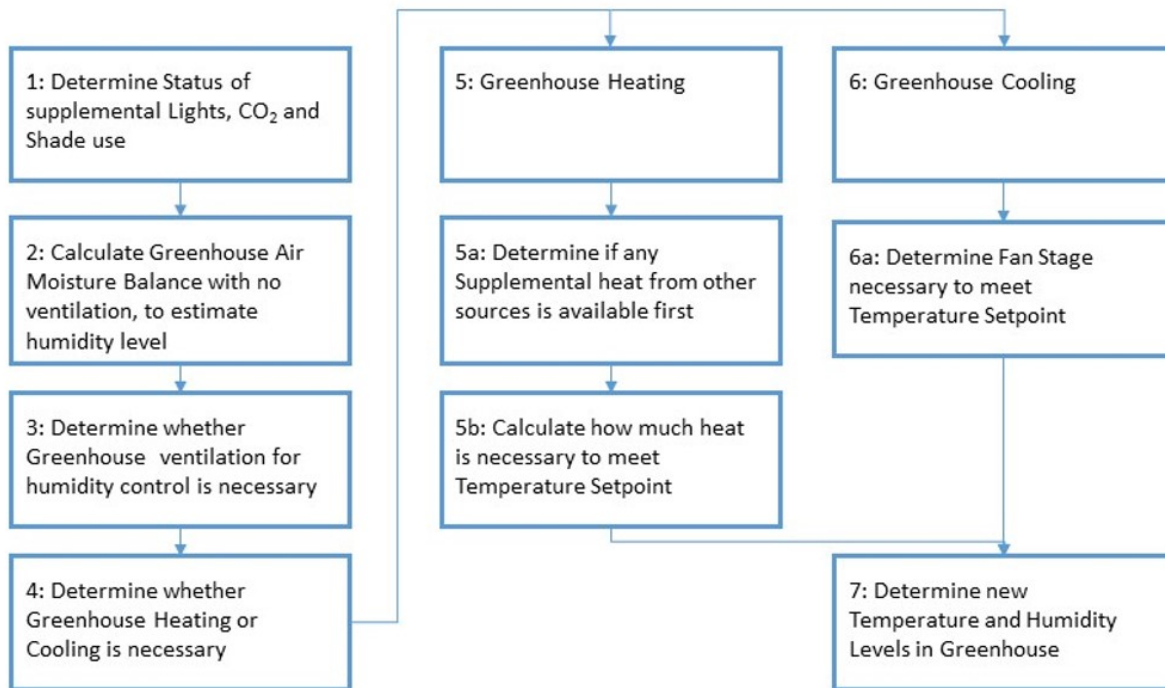 1: Determine Status of
supplemental Lights, CO₂ and
Shade use
2: Calculate Greenhouse Air
Moisture Balance with no
ventilation, to estimate
humidity level
3: Determine whether
Greenhouse ventilation for
humidity control is necessary
4: Determine whether
Greenhouse Heating or
Cooling is necessary
5: Greenhouse Heating
5a: Determine if any
Supplemental heat from other
sources is available first
5b: Calculate how much heat
is necessary to meet
Temperature Setpoint
6: Greenhouse Cooling
6a: Determine Fan Stage
necessary to meet
Temperature Setpoint
7: Determine new
Temperature and Humidity
Levels in Greenhouse